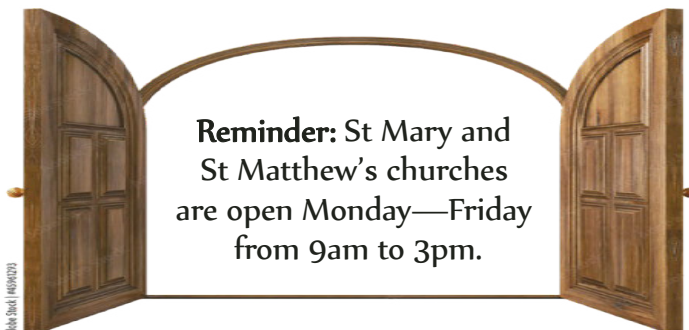 Reminder: St Mary and
St Matthew's churches
are open Monday—Friday
from 9am to 3pm.